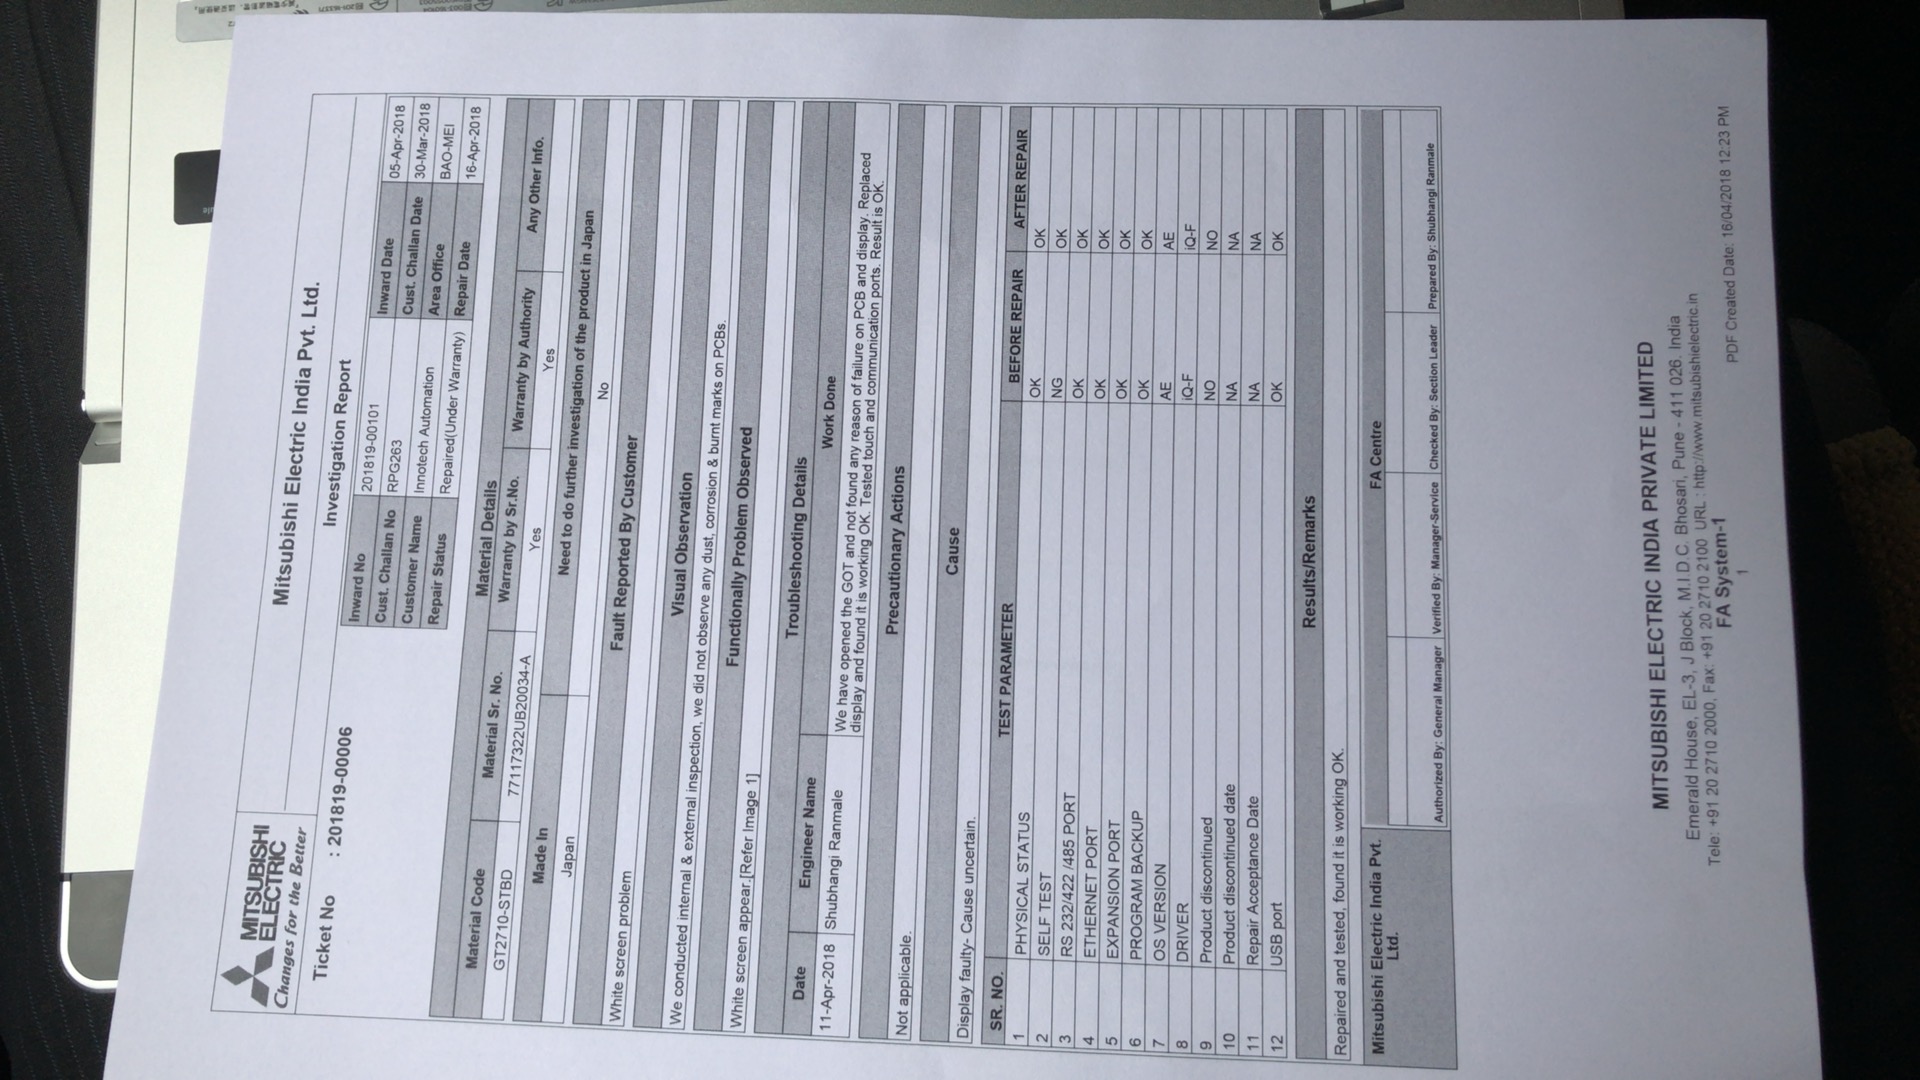 MITSUBISHI
ELECTRIC
Changes for the Better
Mitsubishi Electric India Pvt. Ltd.
Investigation Report
Ticket No : 201819-00006
Inward No 201819-00101 Inward Date 05-Apr-2018
Cust. Challan No RPG263 Cust. Challan Date 30-Mar-2018
Customer Name Innotech Automation Area Office BAO-MEI
Repair Status Repaired(Under Warranty) Repair Date 16-Apr-2018
Material Details
Material Code Material Sr. No. Warranty by Sr.No. Warranty by Authority Any Other Info.
GT2710-STBD 77117322UB20034-A Yes Yes
Made In Need to do further investigation of the product in Japan
Japan No
Fault Reported By Customer
White screen problem
Visual Observation
We conducted internal & external inspection, we did not observe any dust, corrosion & burnt marks on PCBs.
Functionally Problem Observed
White screen appear.[Refer Image 1]
Troubleshooting Details
Date Engineer Name Work Done
11-Apr-2018 Shubhangi Ranmale We have opened the GOT and not found any reason of failure on PCB and display. Replaced
display and found it is working OK. Tested touch and communication ports. Result is OK.
Precautionary Actions
Not applicable.
Cause
Display faulty- Cause uncertain.
SR. NO. TEST PARAMETER BEFORE REPAIR AFTER REPAIR
1 PHYSICAL STATUS OK OK
2 SELF TEST NG OK
3 RS 232/422 /485 PORT OK OK
4 ETHERNET PORT OK OK
5 EXPANSION PORT OK OK
6 PROGRAM BACKUP OK OK
7 OS VERSION AE AE
8 DRIVER iQ-F iQ-F
9 Product discontinued NO NO
10 Product discontinued date NA NA
11 Repair Acceptance Date NA NA
12 USB port OK OK
Results/Remarks
Repaired and tested, found it is working OK.
Mitsubishi Electric India Pvt.
Ltd.
FA Centre
Authorized By: General Manager Verified By: Manager-Service Checked By: Section Leader Prepared By: Shubhangi Ranmale
MITSUBISHI ELECTRIC INDIA PRIVATE LIMITED
Emerald House, EL-3, J Block, M.I.D.C. Bhosari, Pune - 411 026. India
Tele: +91 20 2710 2000, Fax: +91 20 2710 2100 URL : http://www.mitsubishielectric.in
FA System-1
1
PDF Created Date: 16/04/2018 12:23 PM